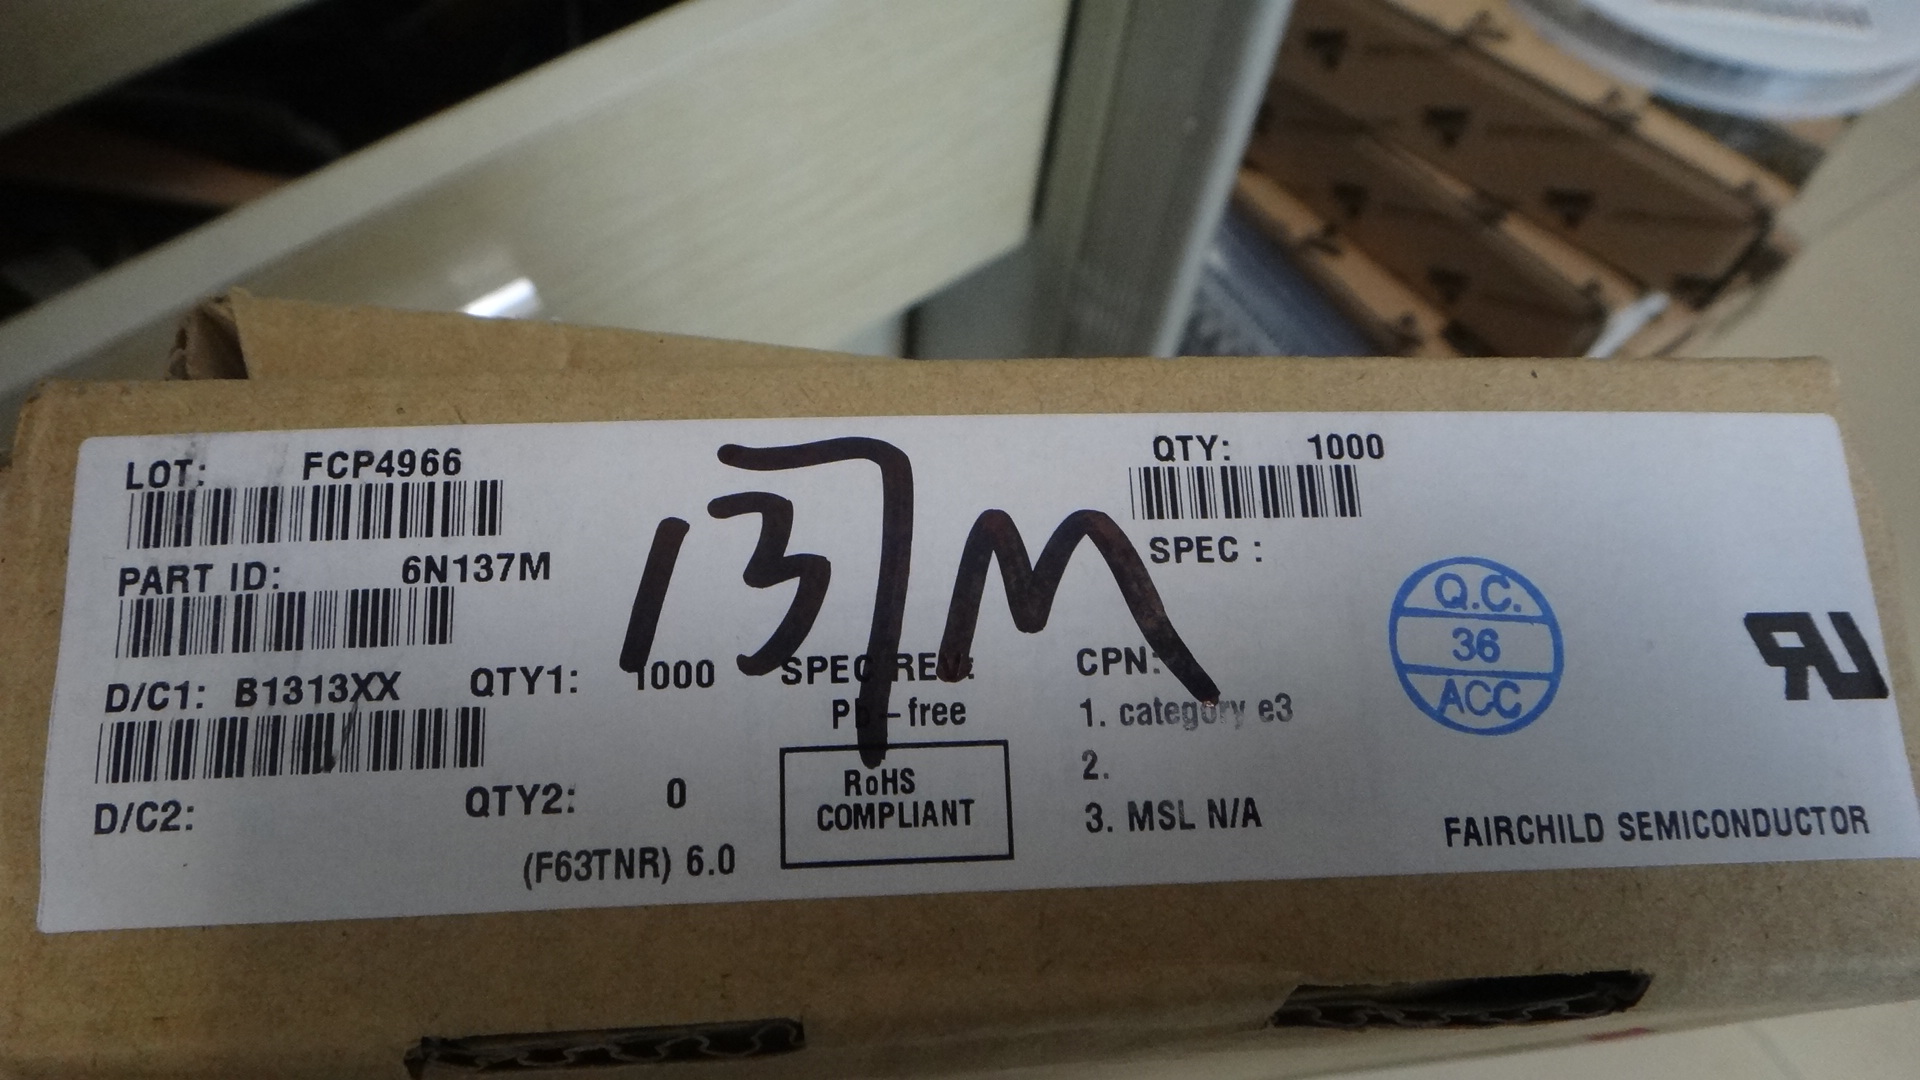 LOT: FCP4966
QTY: 1000
137M
PART ID: 6N137M
SPEC :
D/C1: B1313XX QTY1: 1000 SPEC REV: CPN:
Pb-free 1. category e3
D/C2: QTY2: 0
RoHS
COMPLIANT
2.
3. MSL N/A
(F63TNR) 6.0
Q.C.
36
ACC
RU
FAIRCHILD SEMICONDUCTOR